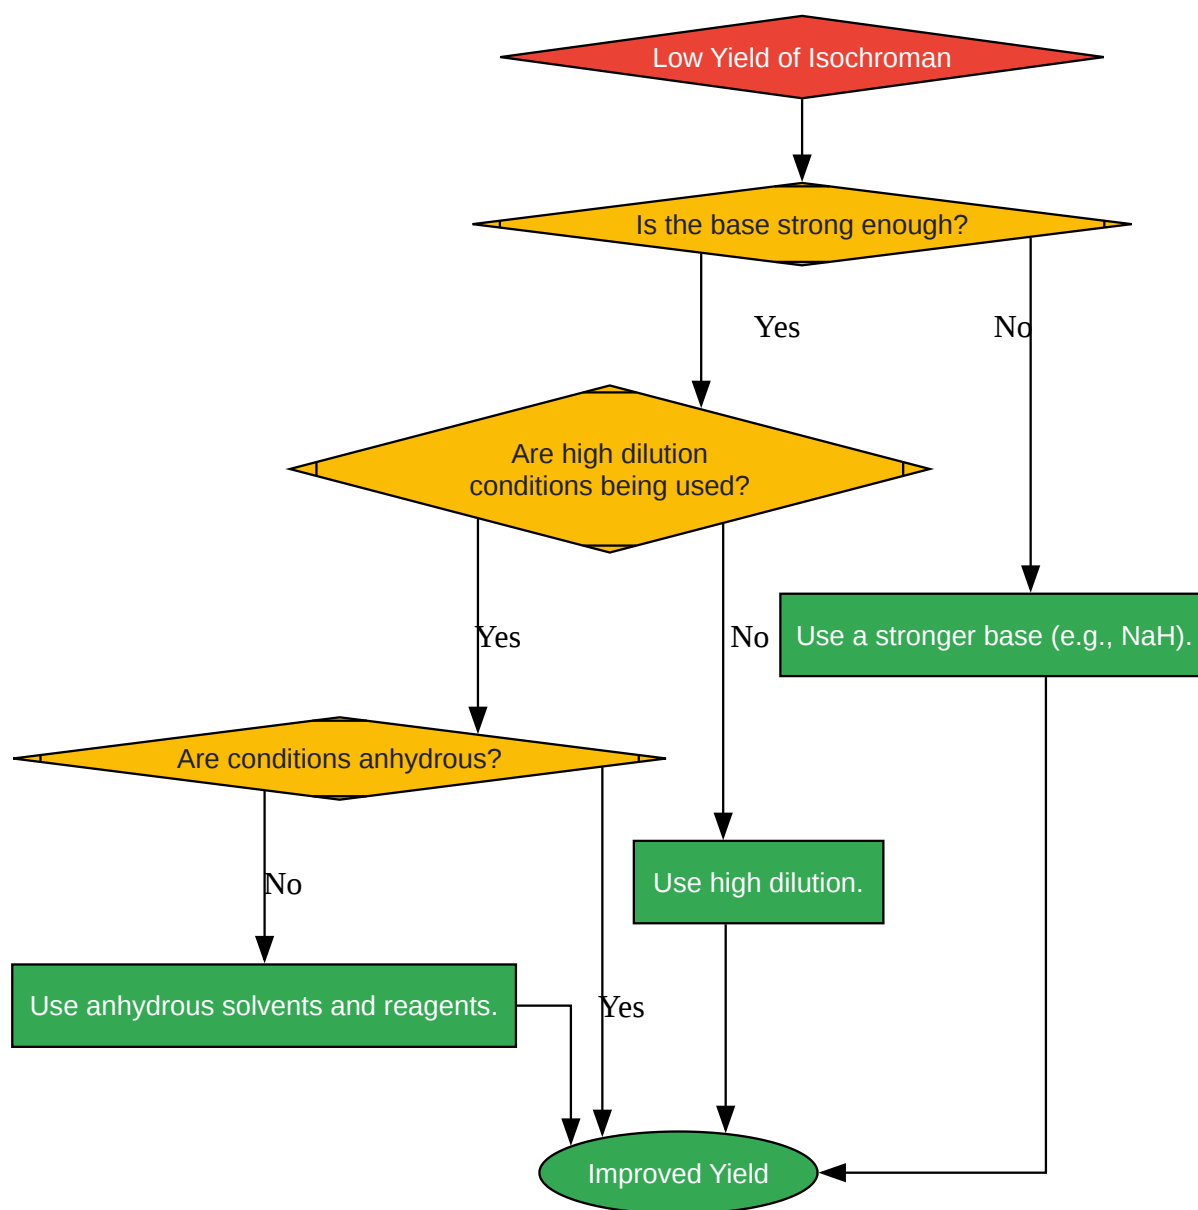 Low Yield of Isochroman
Is the base strong enough?
Yes
No
Are high dilution
conditions being used?
Yes
No
Use a stronger base (e.g., NaH).
Are conditions anhydrous?
No
Use high dilution.
Use anhydrous solvents and reagents.
Yes
Improved Yield